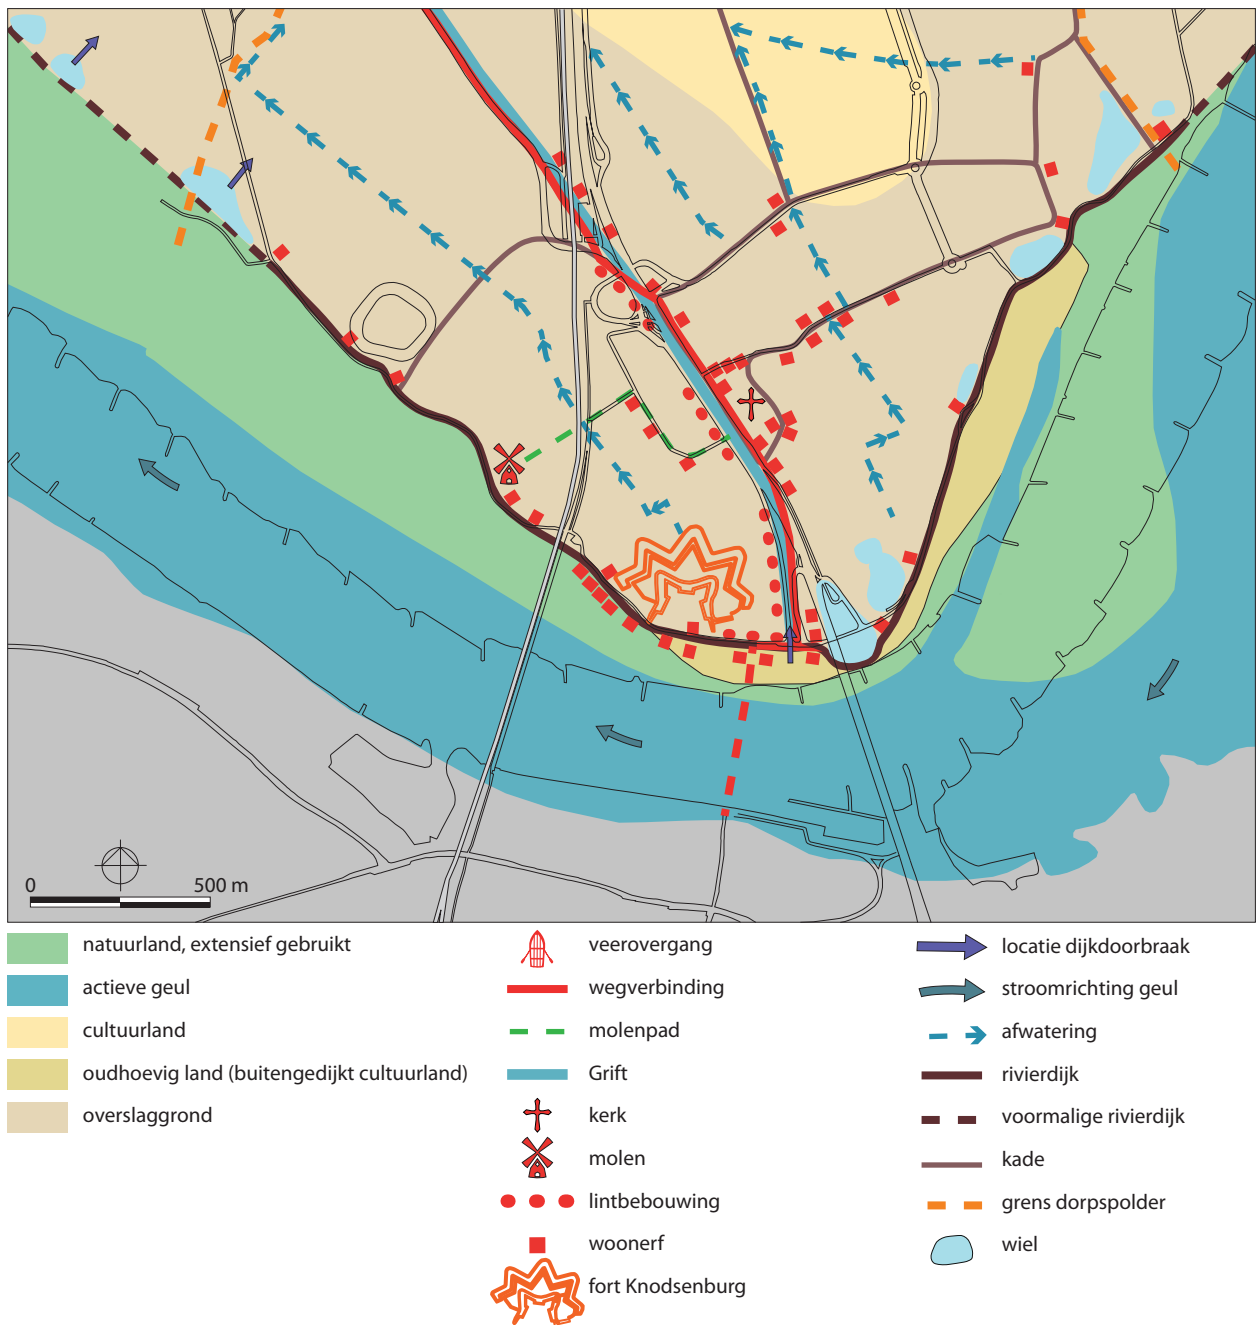 0
500 m
natuurland, extensief gebruikt
actieve geul
cultuurland
oudhoevig land (buitengedijkt cultuurland)
overslaggrond
veerovergang
wegverbinding
molenpad
Grift
kerk
molen
lintbebouwing
woonerf
fort Knodsenburg
locatie dijkdoorbraak
stroomrichting geul
afwatering
rivierdijk
voormalige rivierdijk
kade
grens dorpspolder
wiel